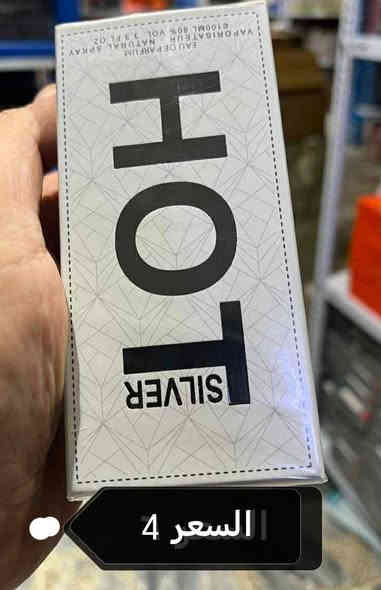 HOT
SILVER
EAU DE PARFUM
VAPORISATEUR - NATURAL SPRAY
℮100ML 80% VOL 3.3 FL.OZ
السعر 4